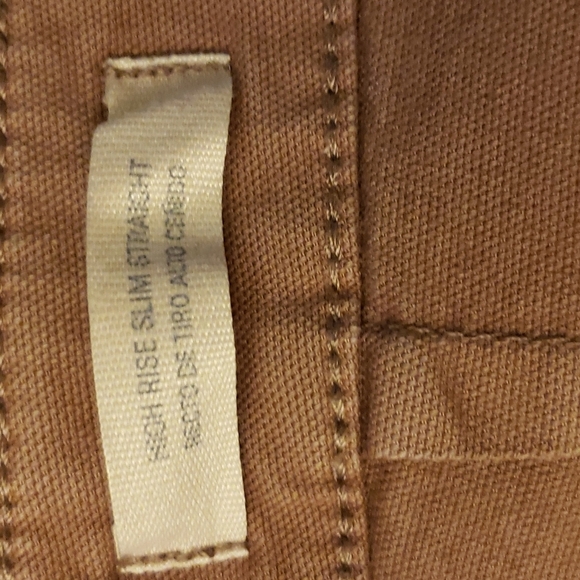 HIGH RISE SLIM STRAIGHT
RECTO DE TIRO ALTO CEÑIDO